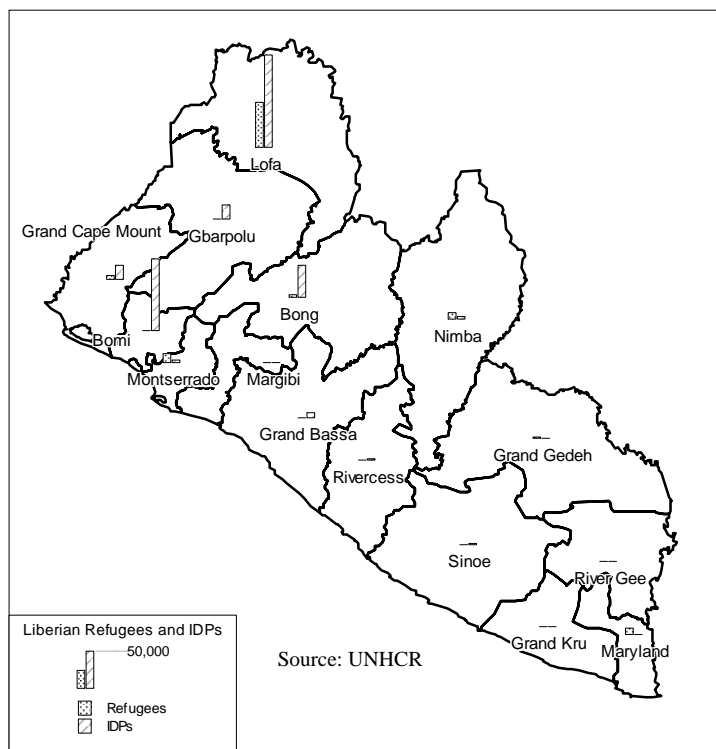 Lofa
Grand Cape Mount
Gbarpolu
Bong
Bomi
Nimba
Montserrado
Margibi
Grand Bassa
Grand Gedeh
Rivercess
Sinoe
River Gee
Grand Kru
Maryland
Liberian Refugees and IDPs
50,000
Refugees
IDPs
Source: UNHCR